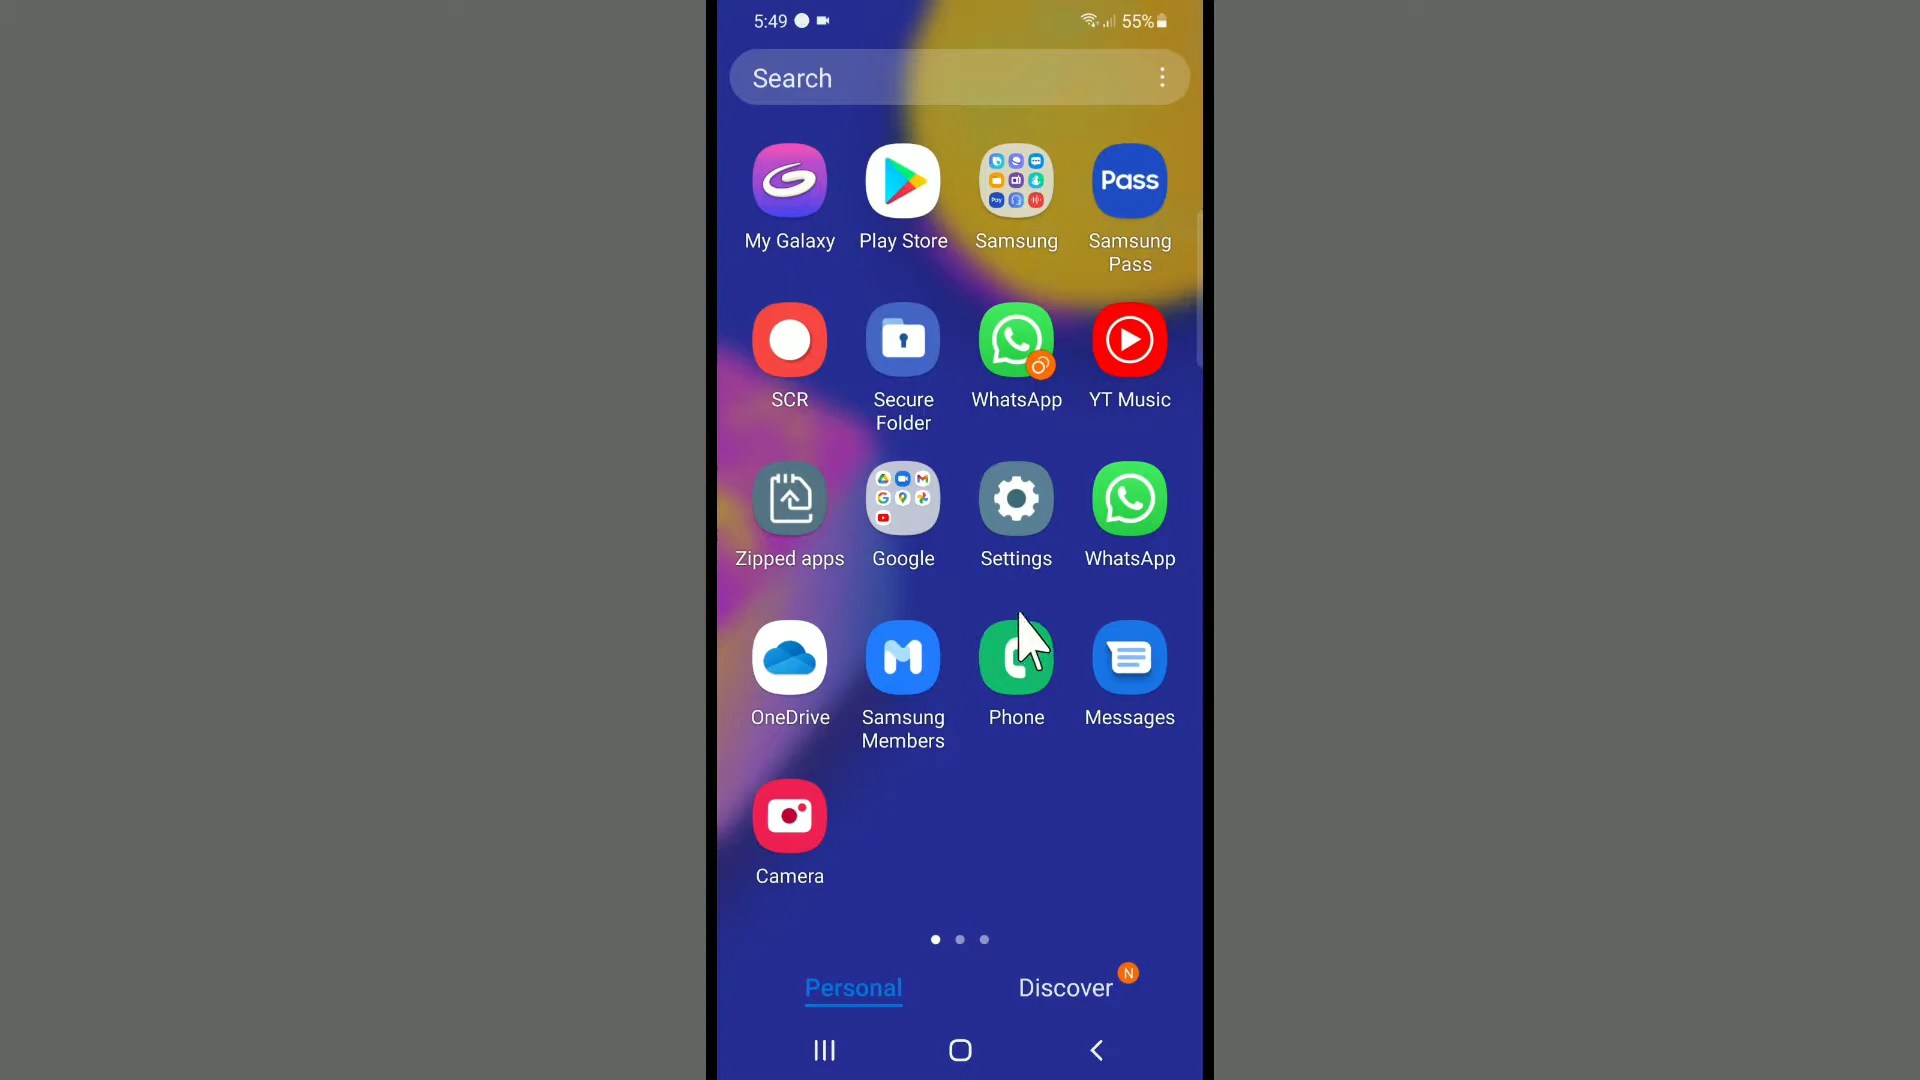 5:49
55%
Search
My Galaxy
Play Store
Pay
Samsung
Pass
Samsung
Pass
SCR
Secure
Folder
WhatsApp
YT Music
Zipped apps
Google
Settings
WhatsApp
OneDrive
Samsung
Members
Phone
Messages
Camera
Personal
Discover
N